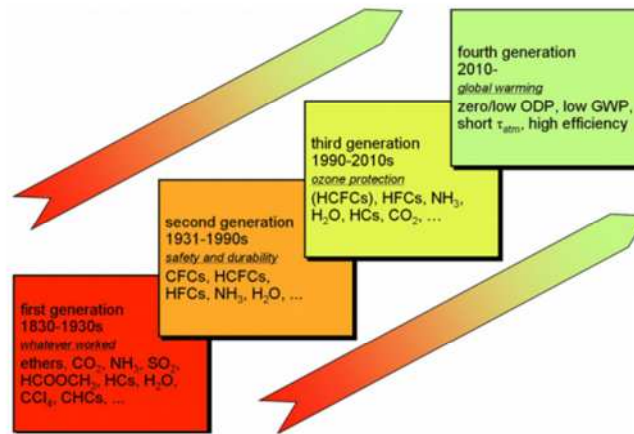 fourth generation
2010-
global warming
zero/low ODP, low GWP,
short τatm, high efficiency
third generation
1990-2010s
ozone protection
(HCFCs), HFCs, NH₃,
H₂O, HCs, CO₂, ...
second generation
1931-1990s
safety and durability
CFCs, HCFCs,
HFCs, NH₃, H₂O, ...
first generation
1830-1930s
whatever worked
ethers, CO₂, NH₃, SO₂,
HCOOCH₃, HCs, H₂O,
CCl₄, CHCs, ...